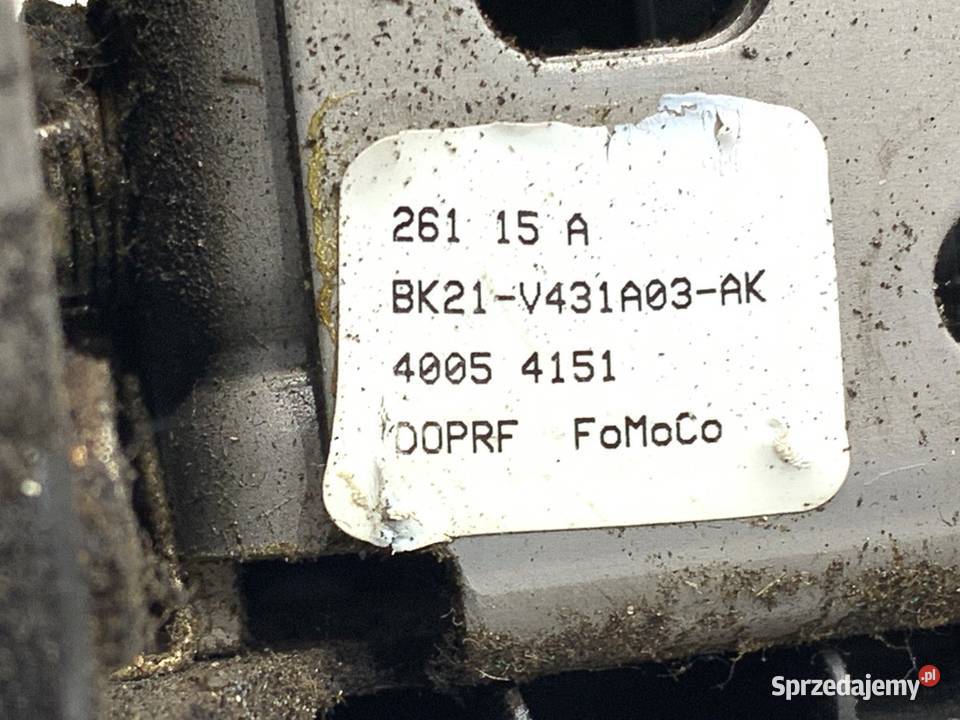 261 15 A
BK21-V431A03-AK
4005 4151
DOPRF FoMoCo
Sprzedajemy.pl